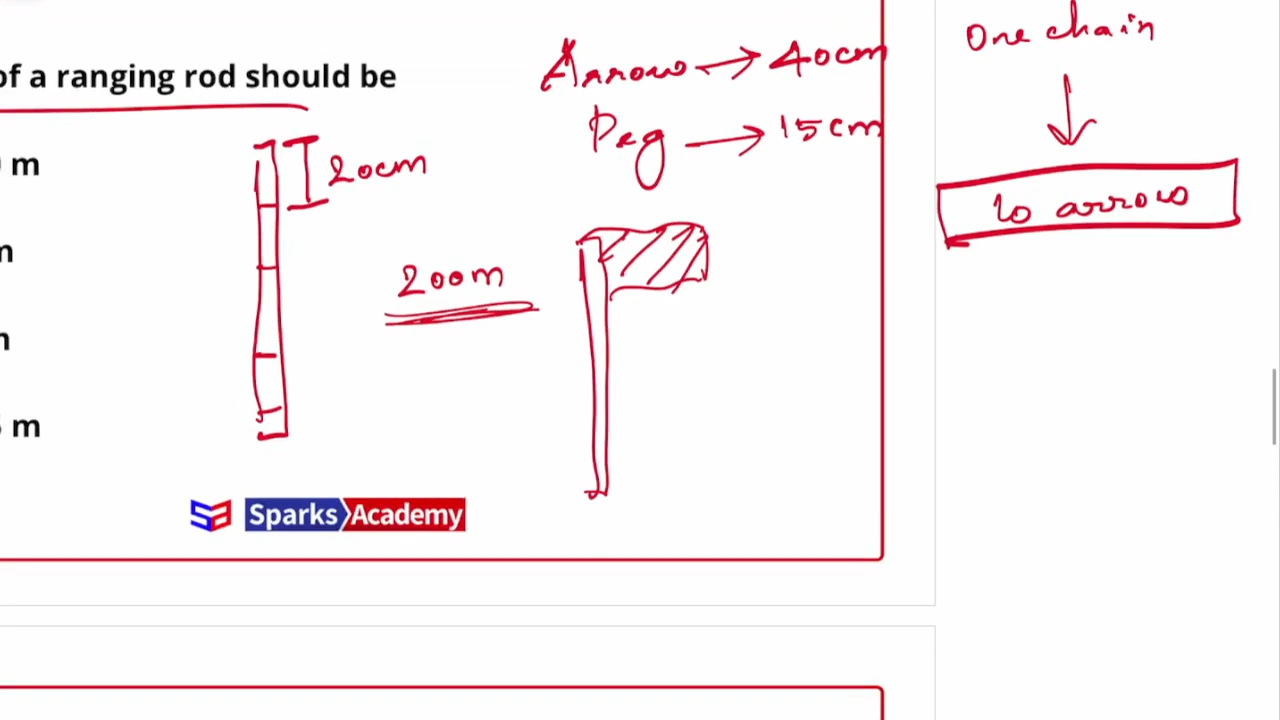 One chain
Arrow → 40cm
of a ranging rod should be
Peg → 15cm
m
20cm
10 arrow
m
200m
m
m
Sparks Academy